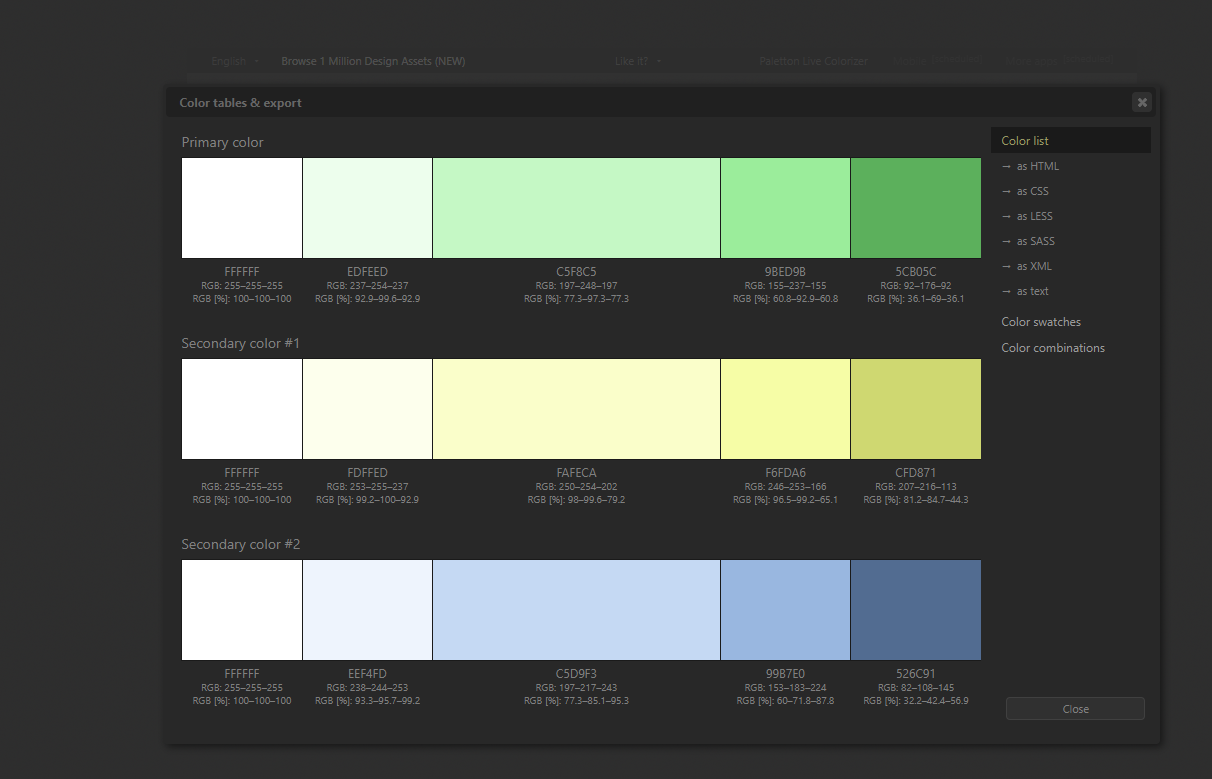 English
Browse 1 Million Design Assets (NEW)
Like It?
Paletton Live Colorizer
Color tables & export
Primary color
FFFFFF EDFEED C5F8C5 9BED9B 5CB05C
RGB: 255–255–255 RGB: 237–254–237 RGB: 197–248–197 RGB: 155–237–155 RGB: 92–176–92
RGB [%]: 100–100–100 RGB [%]: 92.9–99.6–92.9 RGB [%]: 77.3–97.3–77.3 RGB [%]: 60.8–92.9–60.8 RGB [%]: 36.1–69–36.1
Secondary color #1
FFFFFF FDFFED FAFECA F6FDA6 CFD871
RGB: 255–255–255 RGB: 253–255–237 RGB: 250–254–202 RGB: 246–253–166 RGB: 207–216–113
RGB [%]: 100–100–100 RGB [%]: 99.2–100–92.9 RGB [%]: 98–99.6–79.2 RGB [%]: 96.5–99.2–65.1 RGB [%]: 81.2–84.7–44.3
Secondary color #2
FFFFFF EEF4FD C5D9F3 99B7E0 526C91
RGB: 255–255–255 RGB: 238–244–253 RGB: 197–217–243 RGB: 153–183–224 RGB: 82–108–145
RGB [%]: 100–100–100 RGB [%]: 93.3–95.7–99.2 RGB [%]: 77.3–85.1–95.3 RGB [%]: 60–71.8–87.8 RGB [%]: 32.2–42.4–56.9
Color list
→ as HTML
→ as CSS
→ as LESS
→ as SASS
→ as XML
→ as text
Color swatches
Color combinations
Close